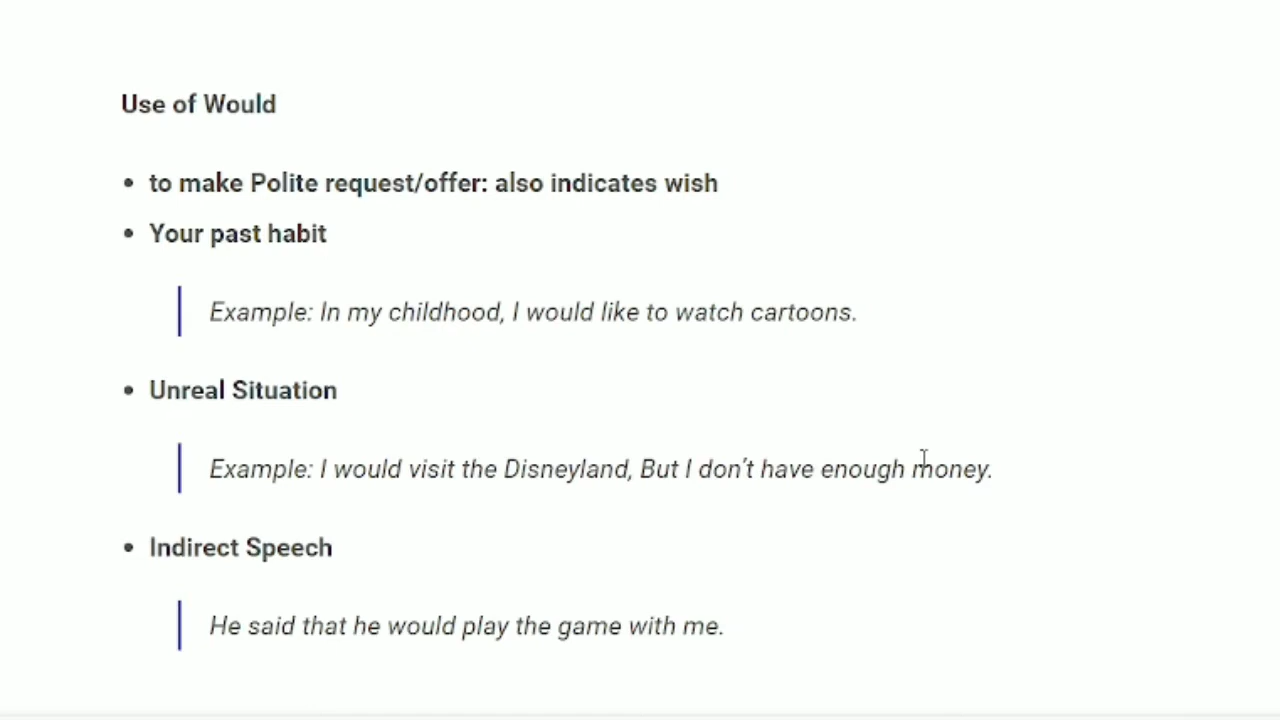 Use of Would
• to make Polite request/offer: also indicates wish
• Your past habit
Example: In my childhood, I would like to watch cartoons.
• Unreal Situation
Example: I would visit the Disneyland, But I don't have enough money.
• Indirect Speech
He said that he would play the game with me.